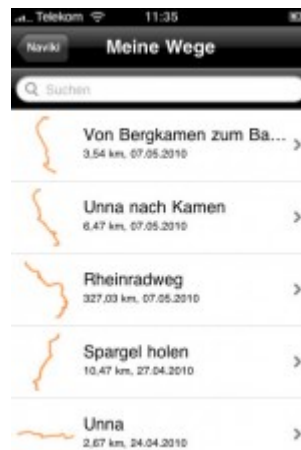 Telekom 11:35
Naviki Meine Wege
Suchen
Von Bergkamen zum Ba...
3,54 km, 07.05.2010
Unna nach Kamen
6,47 km, 07.05.2010
Rheinradweg
327,03 km, 07.05.2010
Spargel holen
10,47 km, 27.04.2010
Unna
2,67 km, 24.04.2010